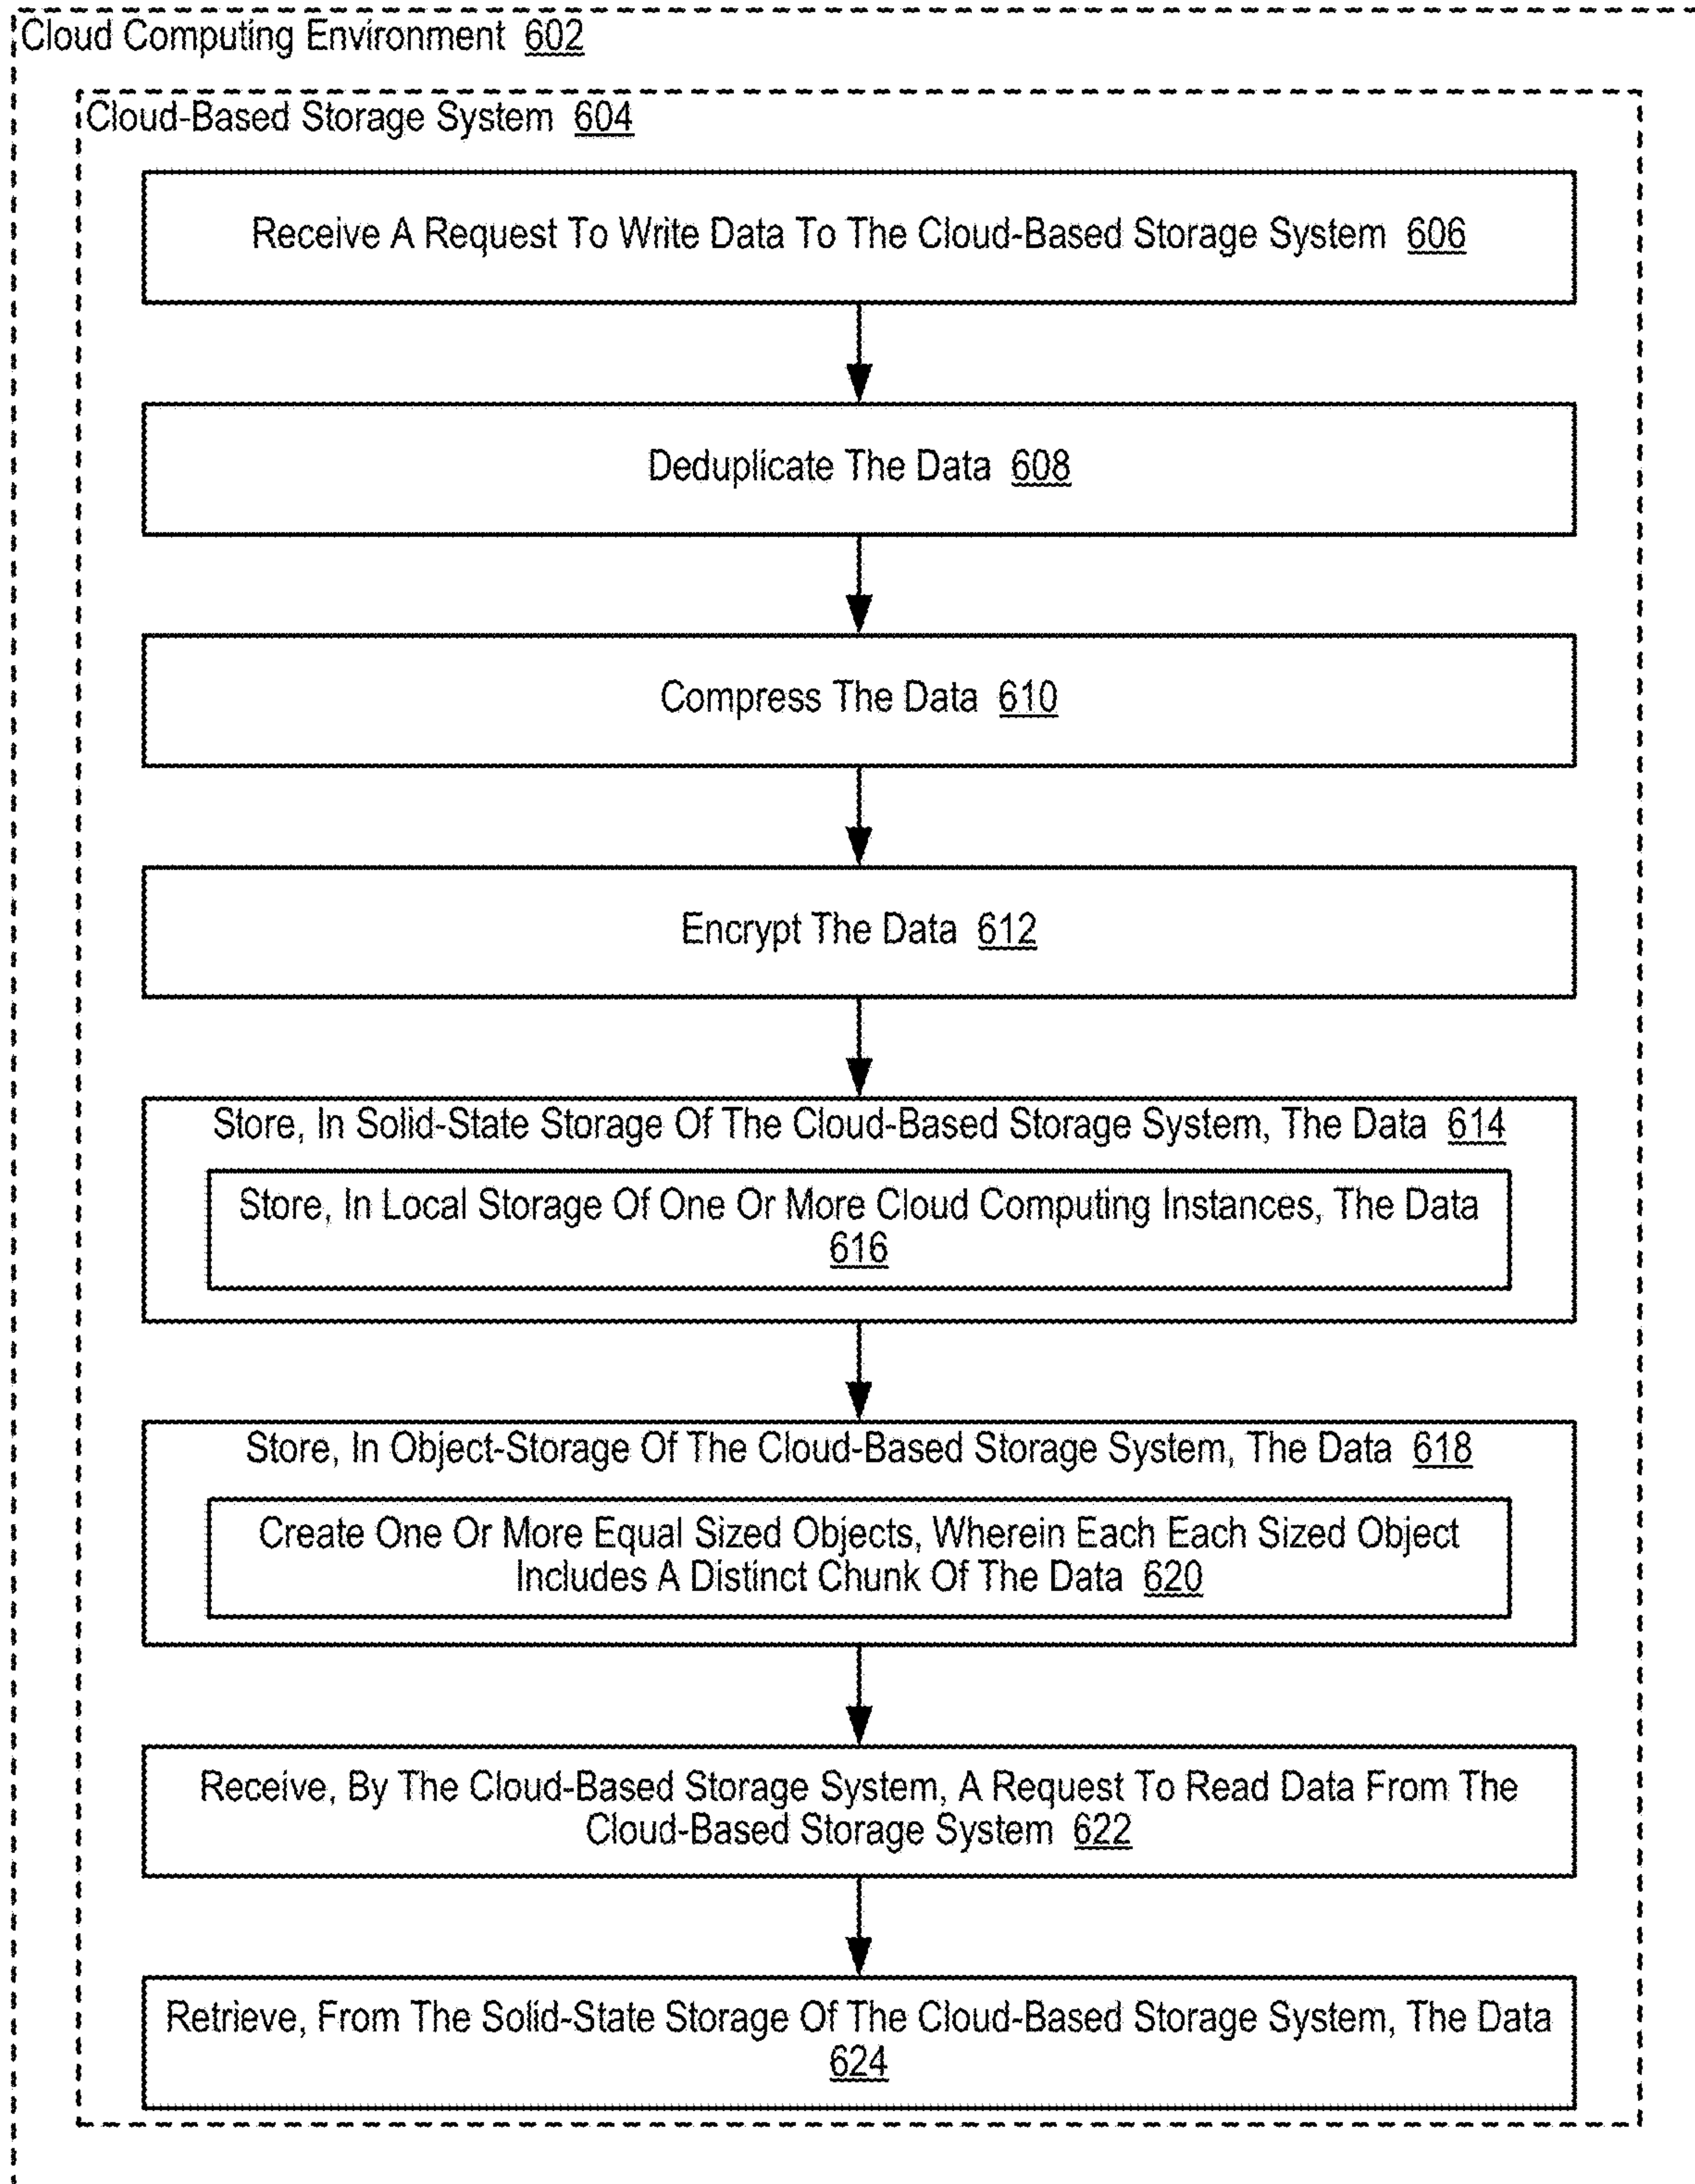 Cloud Computing Environment 602
Cloud-Based Storage System 604
Receive A Request To Write Data To The Cloud-Based Storage System 606
Deduplicate The Data 608
Compress The Data 610
Encrypt The Data 612
Store, In Solid-State Storage Of The Cloud-Based Storage System, The Data 614
Store, In Local Storage Of One Or More Cloud Computing Instances, The Data
616
Store, In Object-Storage Of The Cloud-Based Storage System, The Data 618
Create One Or More Equal Sized Objects, Wherein Each Each Sized Object
Includes A Distinct Chunk Of The Data 620
Receive, By The Cloud-Based Storage System, A Request To Read Data From The
Cloud-Based Storage System 622
Retrieve, From The Solid-State Storage Of The Cloud-Based Storage System, The Data
624